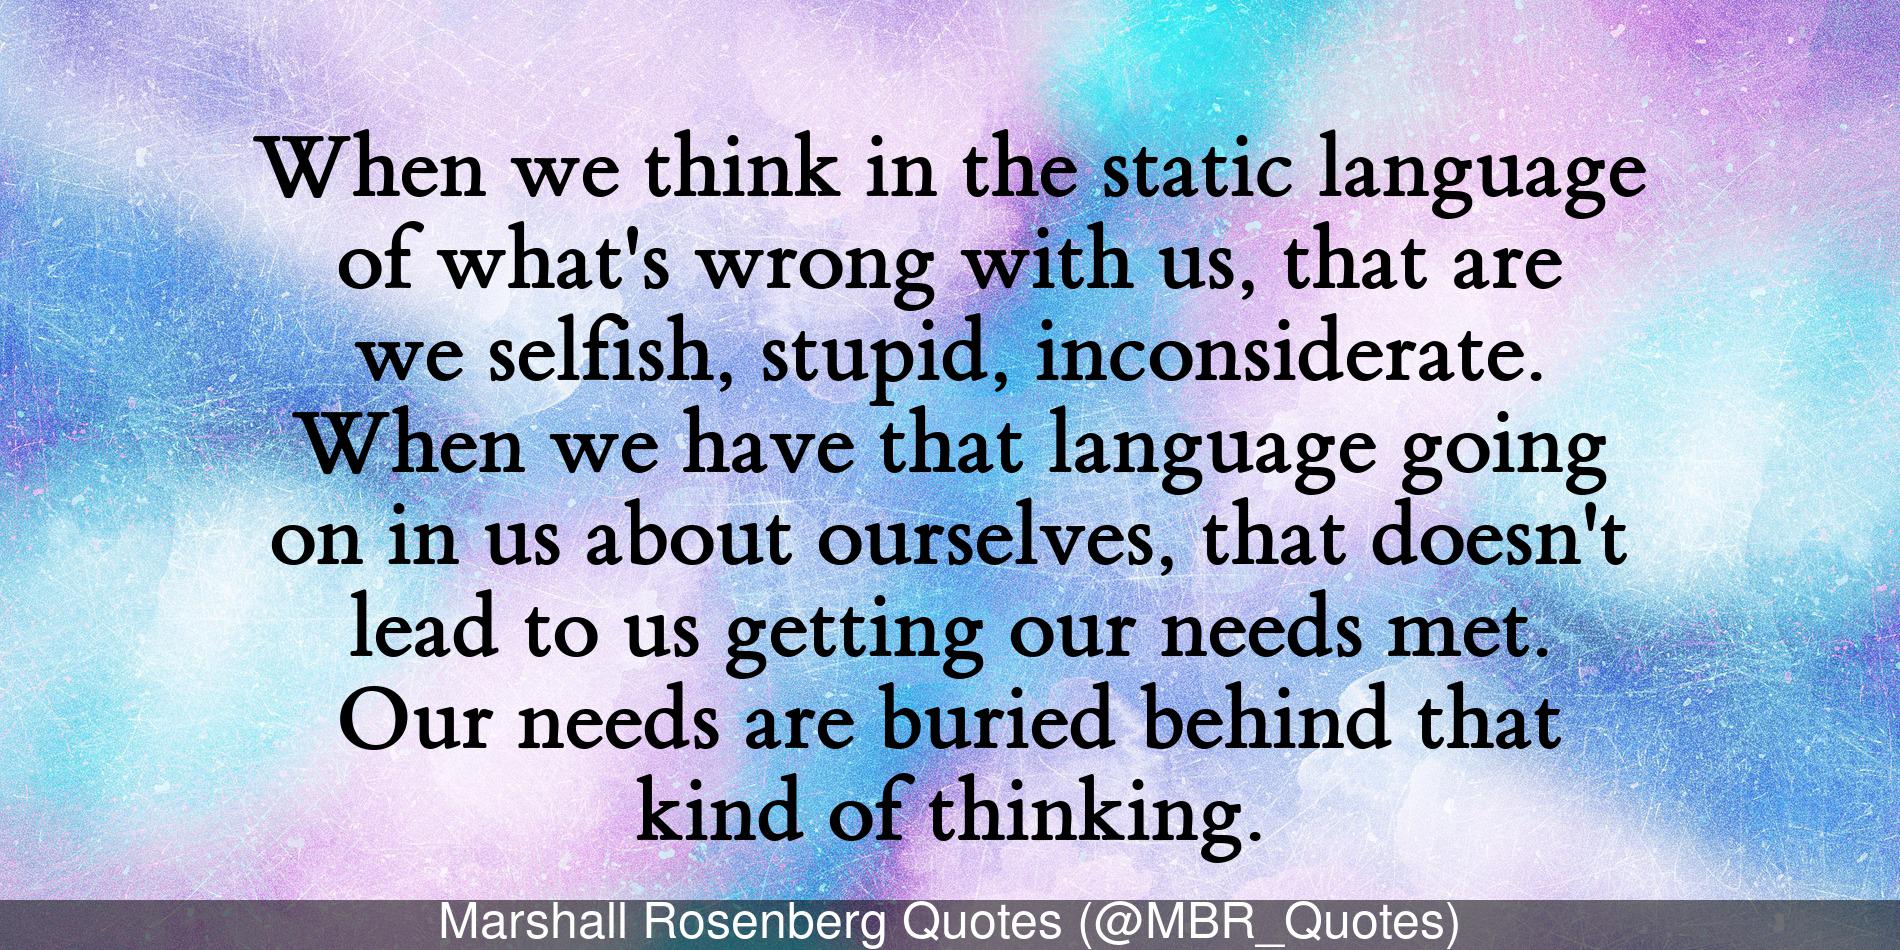 When we think in the static language
of what's wrong with us, that are
we selfish, stupid, inconsiderate.
When we have that language going
on in us about ourselves, that doesn't
lead to us getting our needs met.
Our needs are buried behind that
kind of thinking.
Marshall Rosenberg Quotes (@MBR_Quotes)